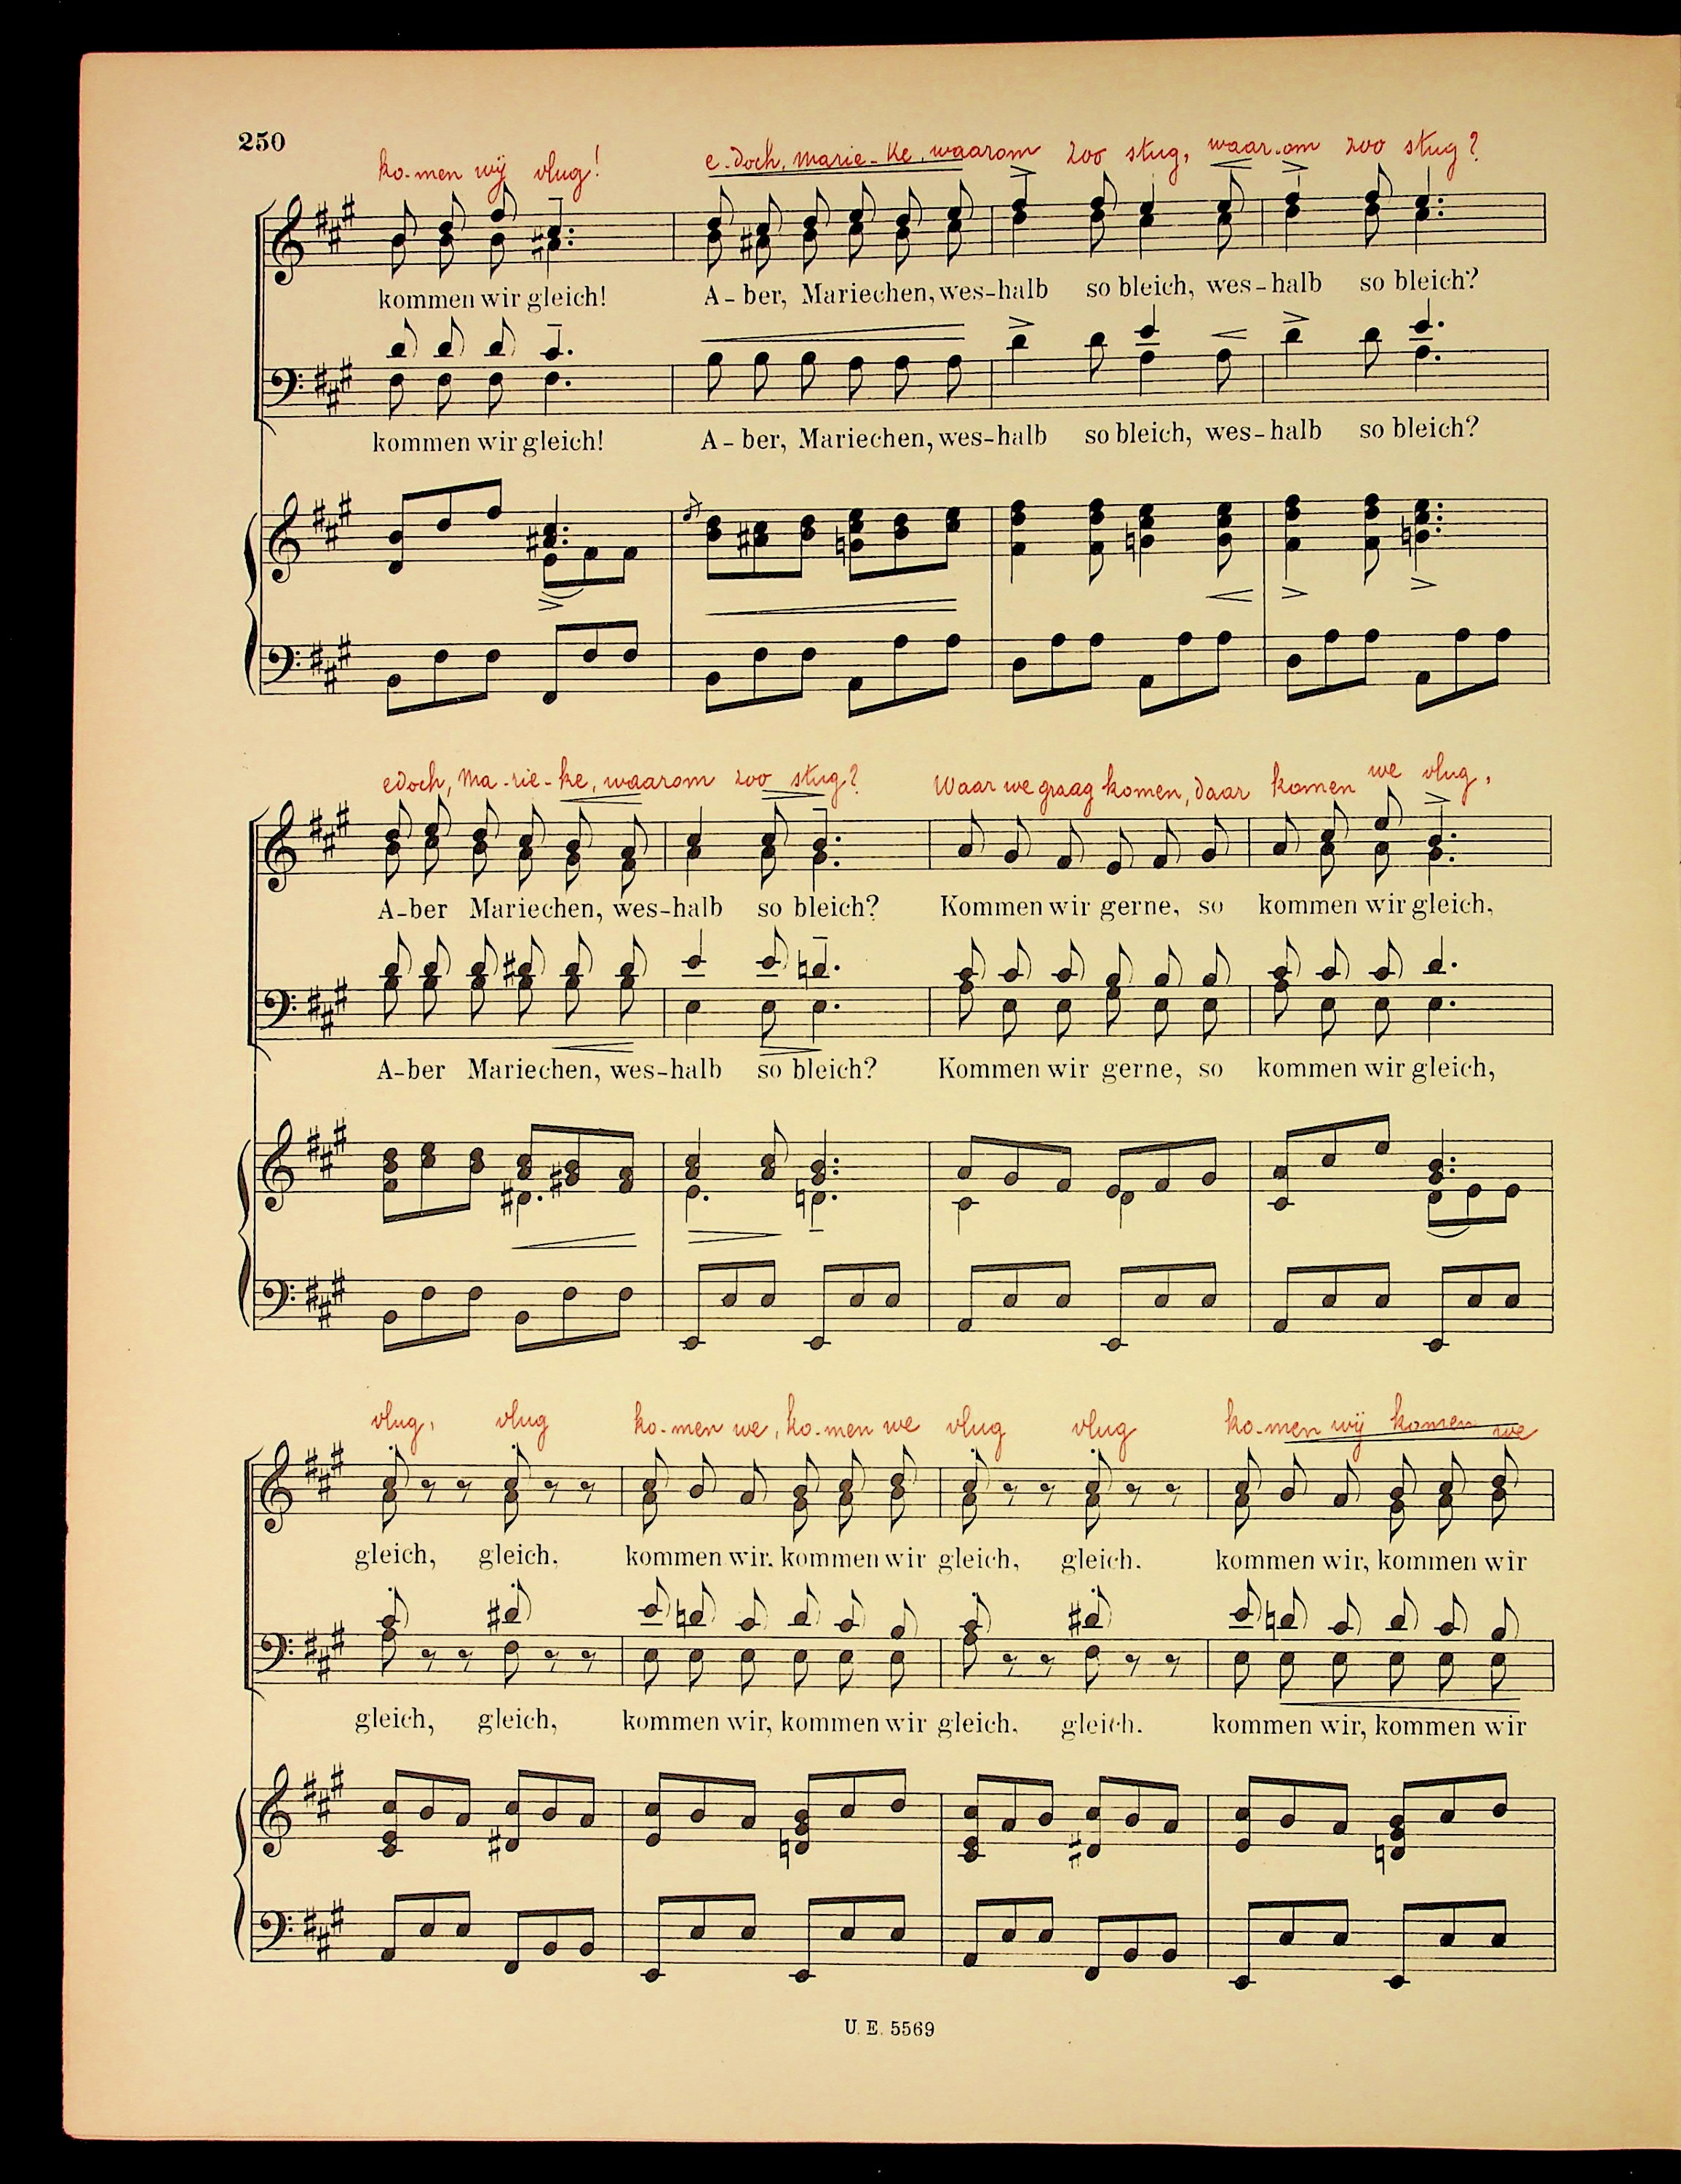 250
ko-men wij vlug! e-doch, marie-ke, waarom zoo stug, waar-om zoo stug?
kommen wir gleich! A-ber, Mariechen, wes-halb so bleich, wes-halb so bleich?
kommen wir gleich! A-ber, Mariechen, wes-halb so bleich, wes-halb so bleich?
edoch, Ma-rie-ke, waarom zoo stug? Waar we graag komen, daar komen we vlug,
A-ber Mariechen, wes-halb so bleich? Kommen wir gerne, so kommen wir gleich,
A-ber Mariechen, wes-halb so bleich? Kommen wir gerne, so kommen wir gleich,
vlug, vlug ko-men we, ko-men we vlug vlug ko-men wij komen we
gleich, gleich, kommen wir, kommen wir gleich, gleich. kommen wir, kommen wir
gleich, gleich, kommen wir, kommen wir gleich, gleich. kommen wir, kommen wir
U. E. 5569